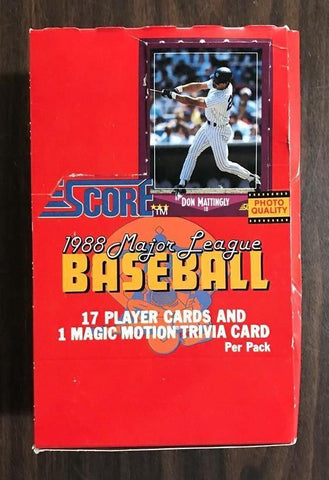 DON MATTINGLY
1B
SCORE
TM
PHOTO
QUALITY
1988 Major League
BASEBALL
17 PLAYER CARDS AND
1 MAGIC MOTION TRIVIA CARD
Per Pack